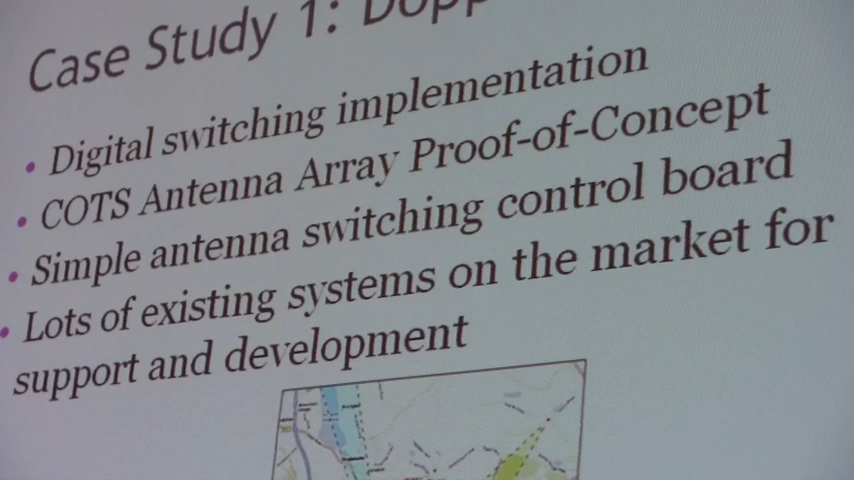 Case Study 1: Dopp
• Digital switching implementation
• COTS Antenna Array Proof-of-Concept
• Simple antenna switching control board
• Lots of existing systems on the market for
support and development